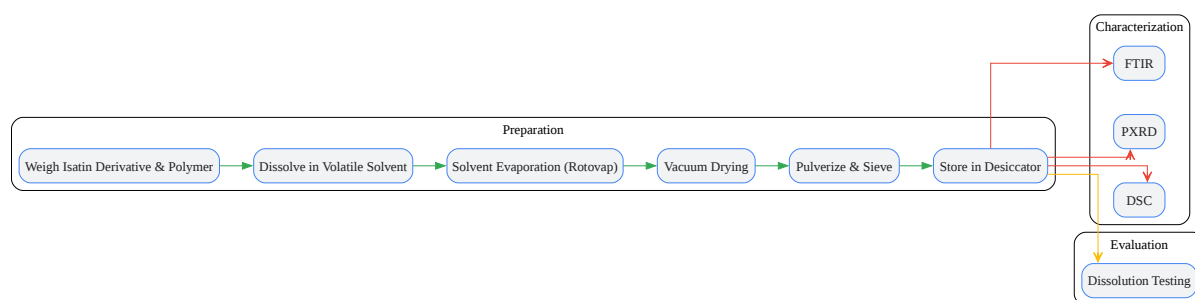 Characterization
FTIR
Preparation
PXRD
Weigh Isatin Derivative & Polymer
Dissolve in Volatile Solvent
Solvent Evaporation (Rotovap)
Vacuum Drying
Pulverize & Sieve
Store in Desiccator
DSC
Evaluation
Dissolution Testing